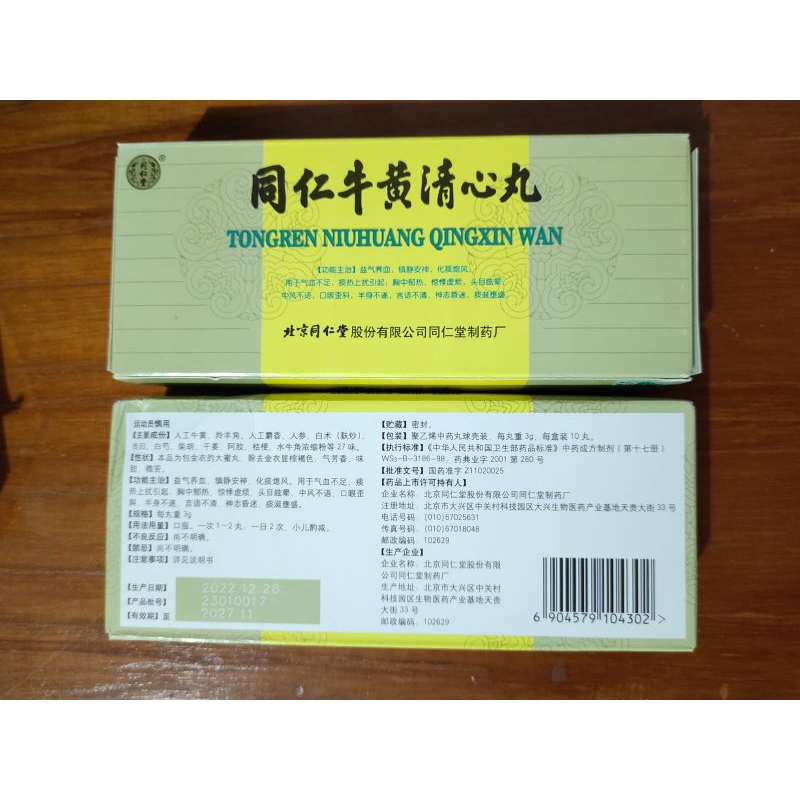 同仁堂
®
同仁牛黄清心丸
TONGREN NIUHUANG QINGXIN WAN
【功能主治】益气养血，镇静安神，化痰熄风。
用于气血不足，痰热上扰引起：胸中郁热，惊悸虚烦，头目眩晕，
中风不语，口眼歪斜，半身不遂，言语不清，神志昏迷，痰涎壅盛。
北京同仁堂股份有限公司同仁堂制药厂
运动员慎用
【主要成份】人工牛黄，羚羊角，人工麝香，人参，白术（麸炒），
当归，白芍，柴胡，干姜，阿胶，桔梗，水牛角浓缩粉等27味。
【性状】本品为包金衣的大蜜丸，除去金衣显棕褐色，气芳香，味
甜，微苦。
【功能主治】益气养血，镇静安神，化痰熄风。用于气血不足，痰热
上扰引起，胸中郁热，惊悸虚烦，头目眩晕，中风不语，口眼歪
斜，半身不遂，言语不清，神志昏迷，痰涎壅盛。
【规格】每丸重3g
【用法用量】口服。一次1~2丸，一日2次，小儿酌减。
【不良反应】尚不明确。
【禁忌】尚不明确。
【注意事项】详见说明书
【生产日期】 2022.12.28
【产品批号】 23010017
【有效期】至 2027.11
【贮藏】密封。
【包装】聚乙烯中药丸球壳装，每丸重3g，每盒装10丸。
【执行标准】《中华人民共和国卫生部药品标准》中药成方制剂（第十七册）
WS₃-B-3186-98，药典业字2001第280号
【批准文号】国药准字Z11020025
【药品上市许可持有人】
企业名称：北京同仁堂股份有限公司同仁堂制药厂
注册地址：北京市大兴区中关村科技园区大兴生物医药产业基地天贵大街33号
电话号码：(010)67025631
传真号码：(010)67018048
邮政编码：102629
【生产企业】
企业名称：北京同仁堂股份有限
公司同仁堂制药厂
生产地址：北京市大兴区中关村
科技园区生物医药产业基地天贵
大街33号
邮政编码：102629
6 904579 104302 >